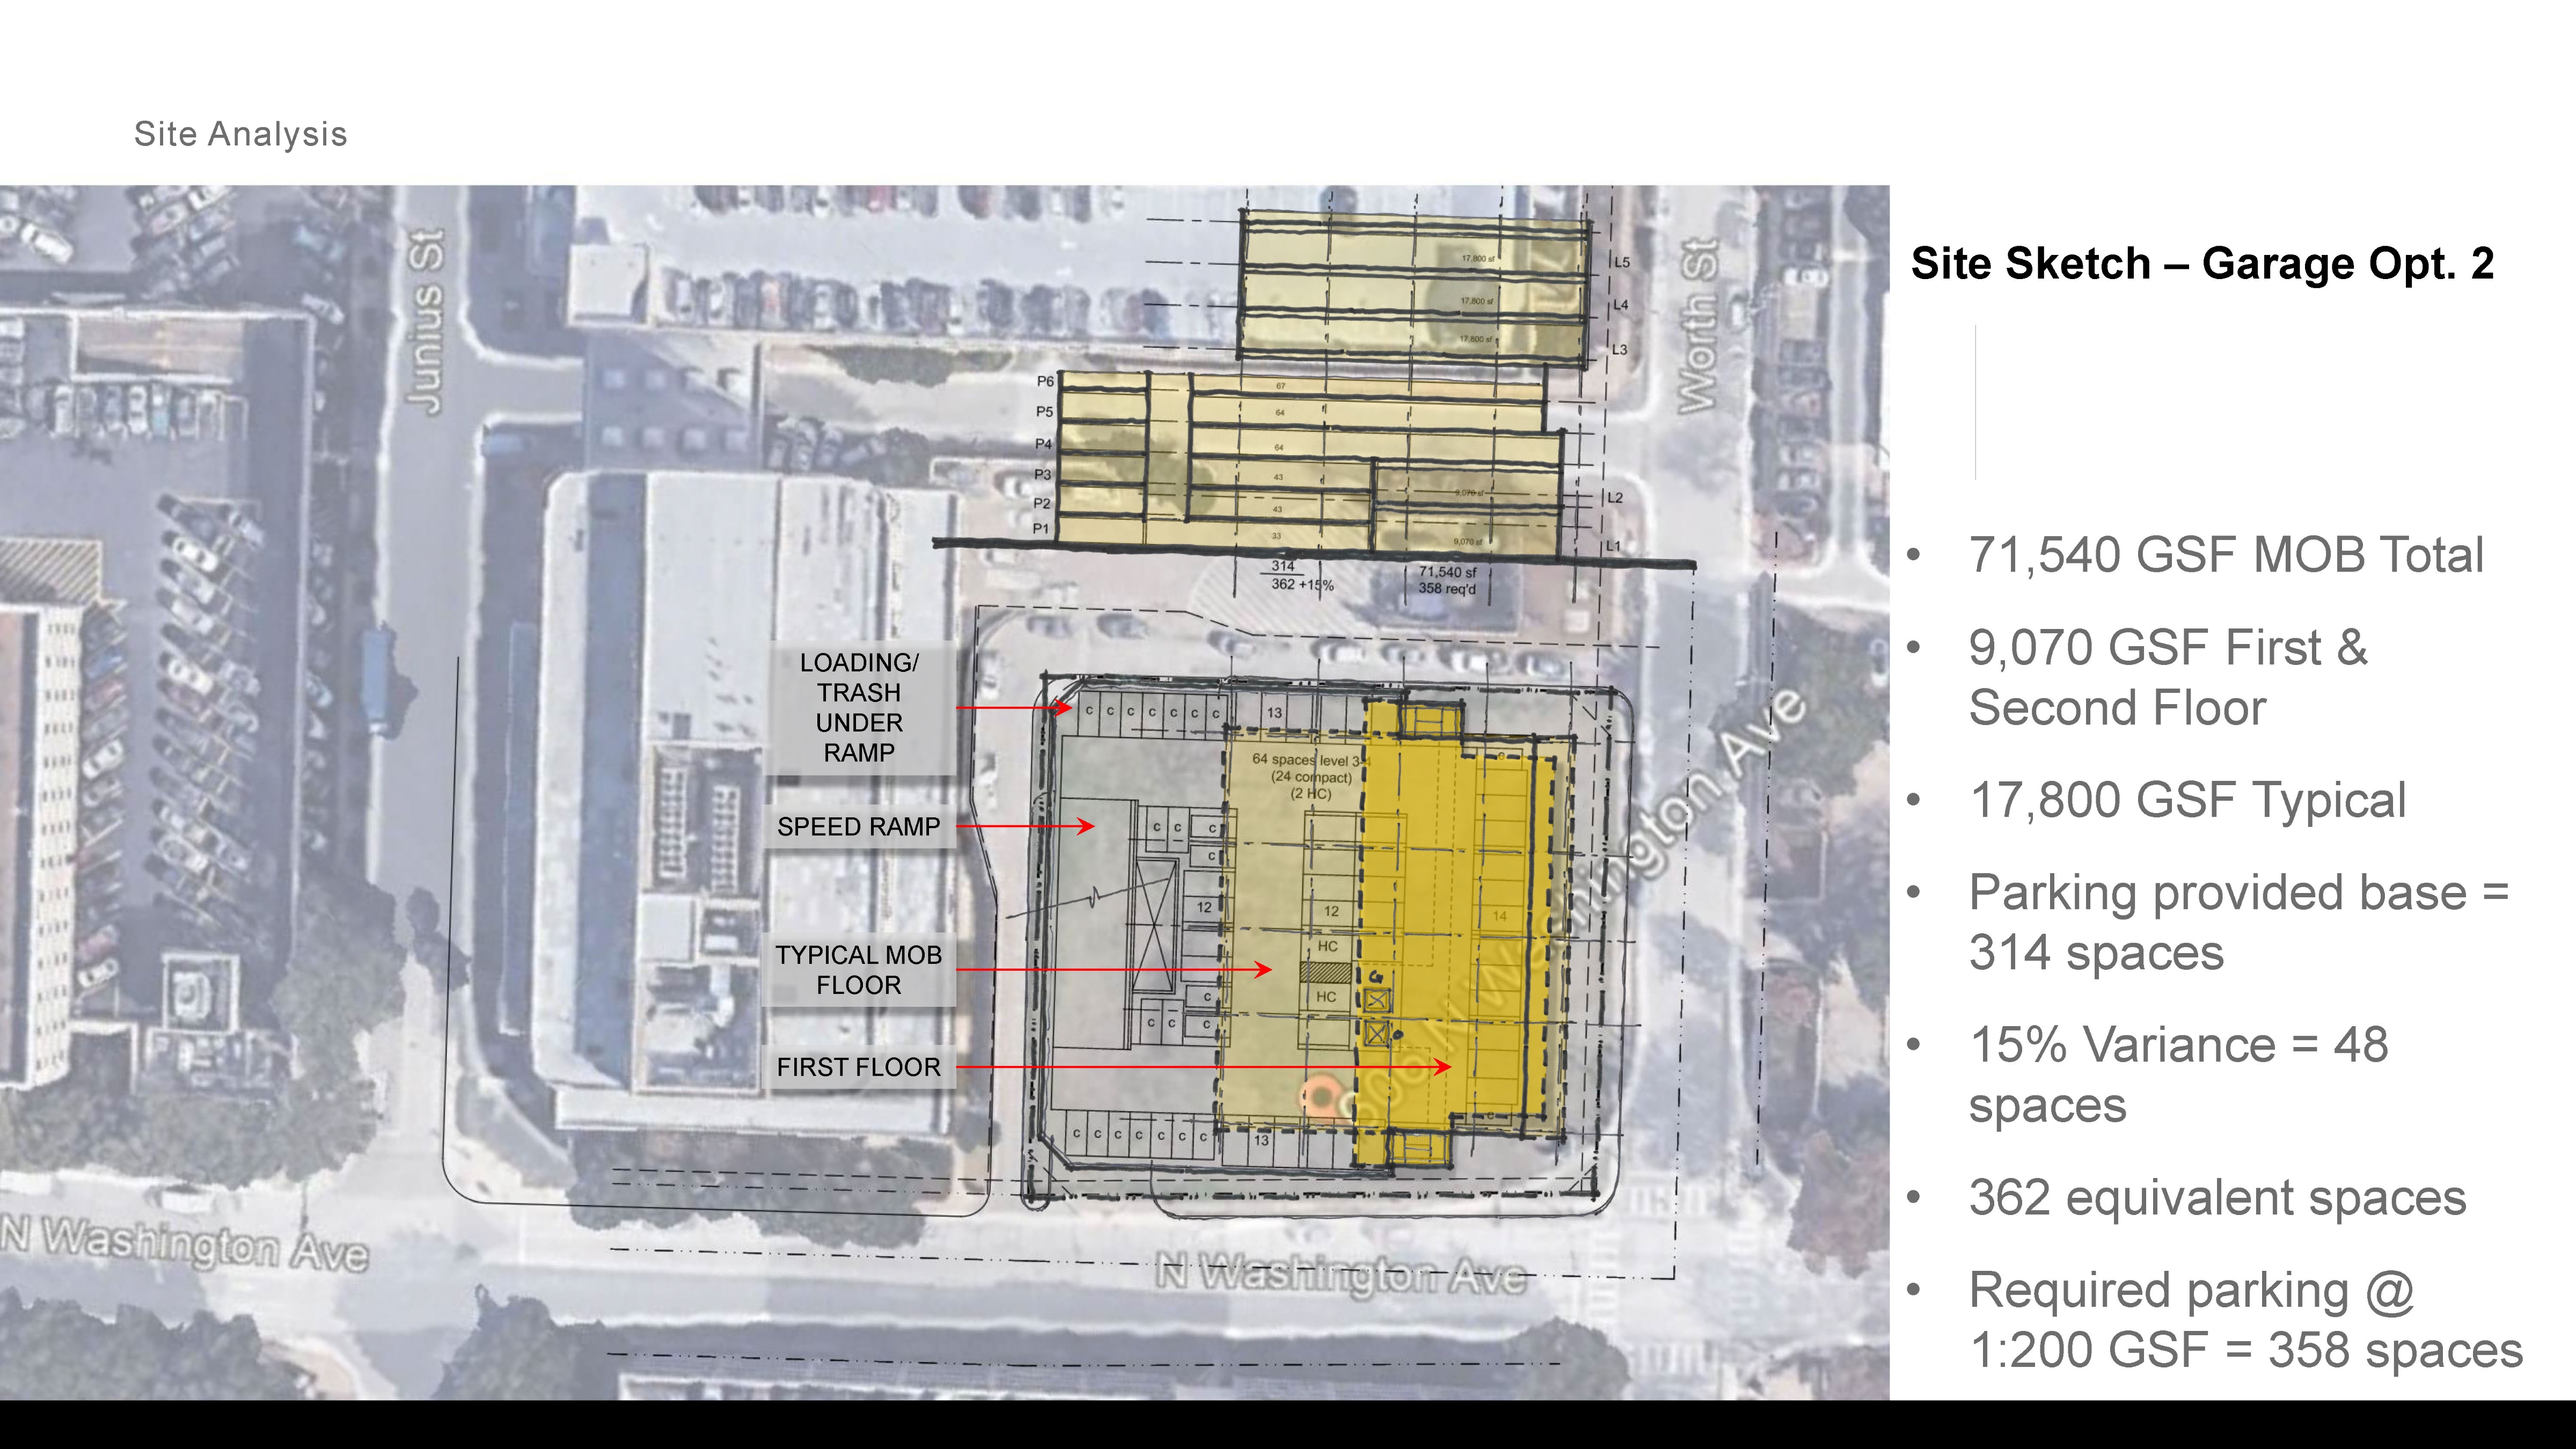 Site Analysis
Site Sketch – Garage Opt. 2
• 71,540 GSF MOB Total
• 9,070 GSF First &
Second Floor
• 17,800 GSF Typical
• Parking provided base =
314 spaces
• 15% Variance = 48
spaces
• 362 equivalent spaces
• Required parking @
1:200 GSF = 358 spaces
Junius St
Worth St
17,800 sf
L5
17,800 sf
L4
17,800 sf
L3
P6
67
P5
64
P4
64
P3
43
9,070 sf
L2
P2
43
P1
33
9,070 sf
L1
314
362 +15%
71,540 sf
358 req'd
LOADING/
TRASH
UNDER
RAMP
C C C C C C C
13
64 spaces level 3-
(24 compact)
(2 HC)
C
SPEED RAMP
C C C
C
12
12
14
HC
TYPICAL MOB
FLOOR
HC
C
C C C
FIRST FLOOR
C
C C C C C C C
13
N Washington Ave
N Washington Ave
Washington Ave